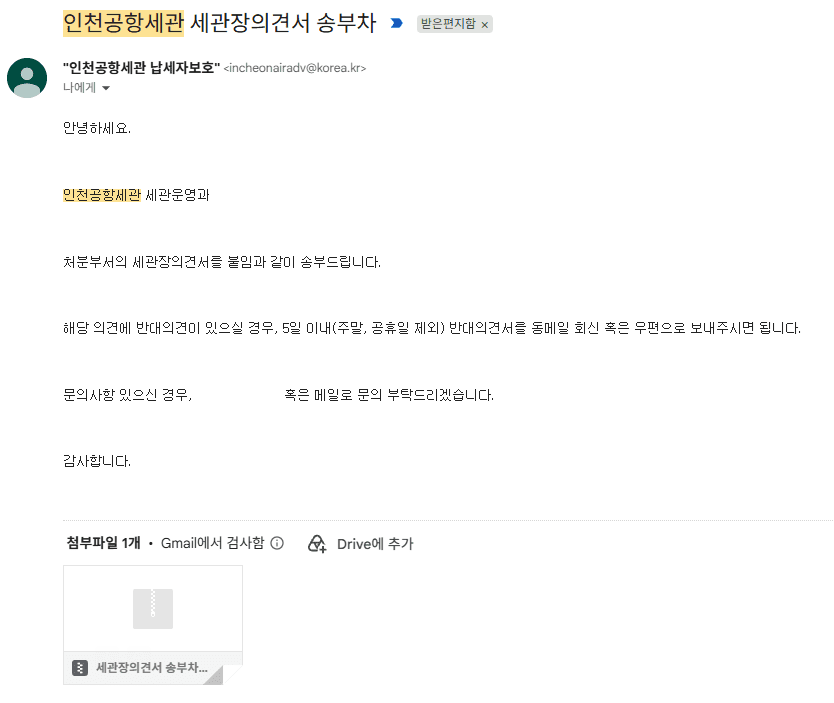 인천공항세관 세관장의견서 송부차
받은편지함 ×
"인천공항세관 납세자보호" <incheonairadv@korea.kr>
나에게
안녕하세요.
인천공항세관 세관운영과
처분부서의 세관장의견서를 붙임과 같이 송부드립니다.
해당 의견에 반대의견이 있으실 경우, 5일 이내(주말, 공휴일 제외) 반대의견서를 동메일 회신 혹은 우편으로 보내주시면 됩니다.
문의사항 있으신 경우, 혹은 메일로 문의 부탁드리겠습니다.
감사합니다.
첨부파일 1개 • Gmail에서 검사함
Drive에 추가
세관장의견서 송부차...